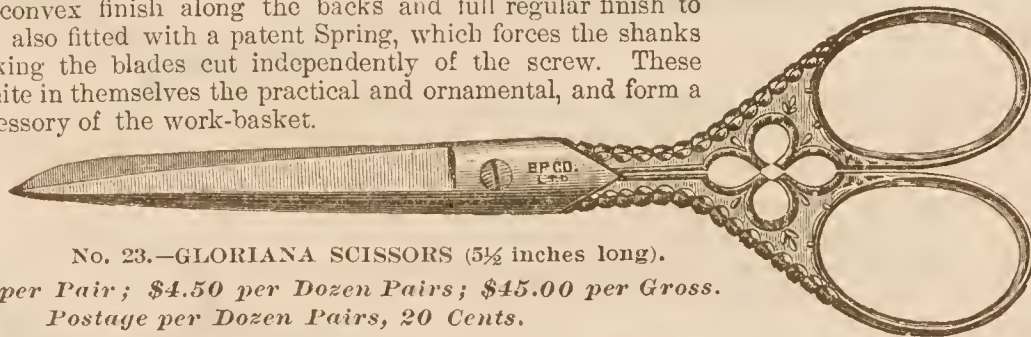 convex finish along the backs and full regular finish to
also fitted with a patent Spring, which forces the shanks
king the blades cut independently of the screw. These
ite in themselves the practical and ornamental, and form a
essory of the work-basket.
BPCO.
LTD
No. 23.—GLORIANA SCISSORS (5½ inches long).
per Pair; $4.50 per Dozen Pairs; $45.00 per Gross.
Postage per Dozen Pairs, 20 Cents.